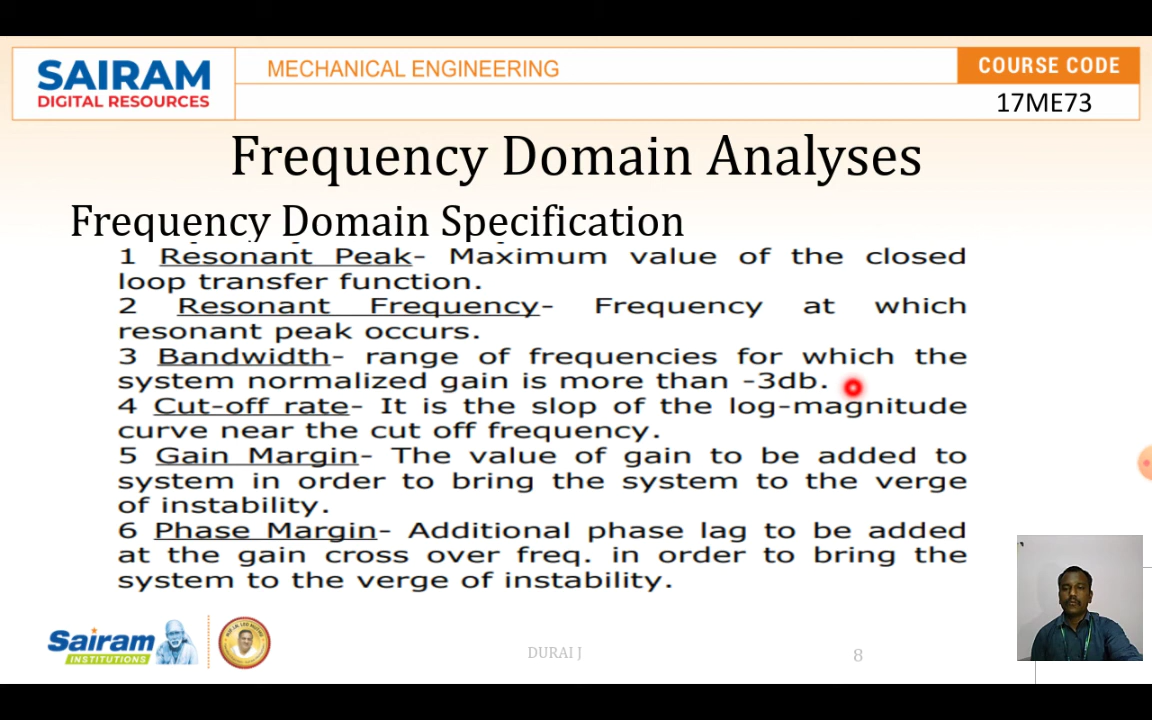 SAIRAM
DIGITAL RESOURCES
MECHANICAL ENGINEERING
COURSE CODE
17ME73
Frequency Domain Analyses
Frequency Domain Specification
1 Resonant Peak- Maximum value of the closed
loop transfer function.
2 Resonant Frequency- Frequency at which
resonant peak occurs.
3 Bandwidth- range of frequencies for which the
system normalized gain is more than -3db.
4 Cut-off rate- It is the slop of the log-magnitude
curve near the cut off frequency.
5 Gain Margin- The value of gain to be added to
system in order to bring the system to the verge
of instability.
6 Phase Margin- Additional phase lag to be added
at the gain cross over freq. in order to bring the
system to the verge of instability.
Sairam
INSTITUTIONS
DURAI J
8